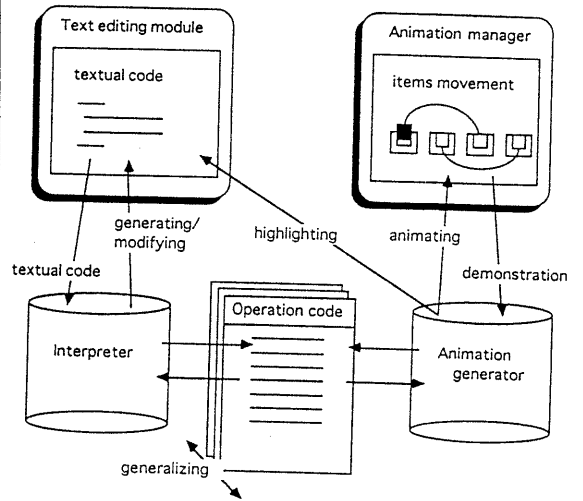 Text editing module
Animation manager
textual code
items movement
generating/
modifying
highlighting
animating
textual code
demonstration
Operation code
Interpreter
Animation
generator
generalizing